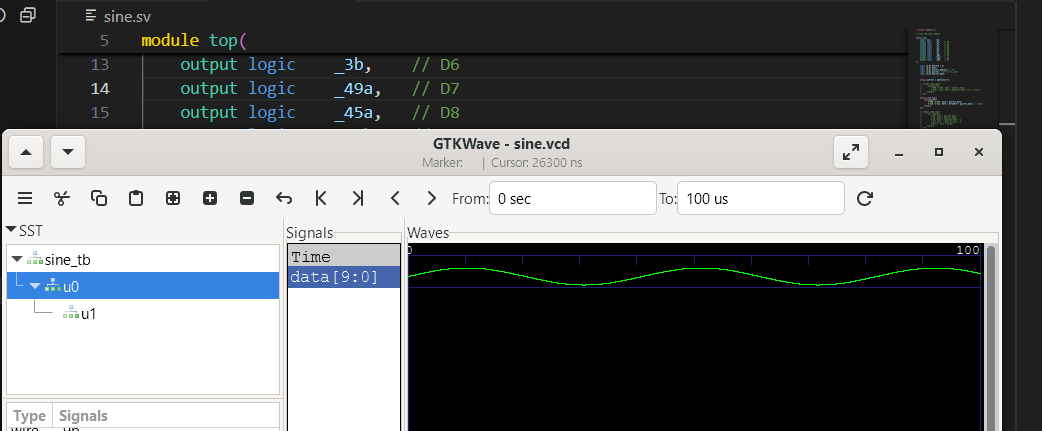 sine.sv
5 module top(
13 output logic _3b, // D6
14 output logic _49a, // D7
15 output logic _45a, // D8
GTKWave - sine.vcd
Marker: | Cursor: 26300 ns
From: 0 sec To: 100 us
SST
Signals
Waves
sine_tb
u0
u1
Time
data[9:0]
0 100
Type Signals